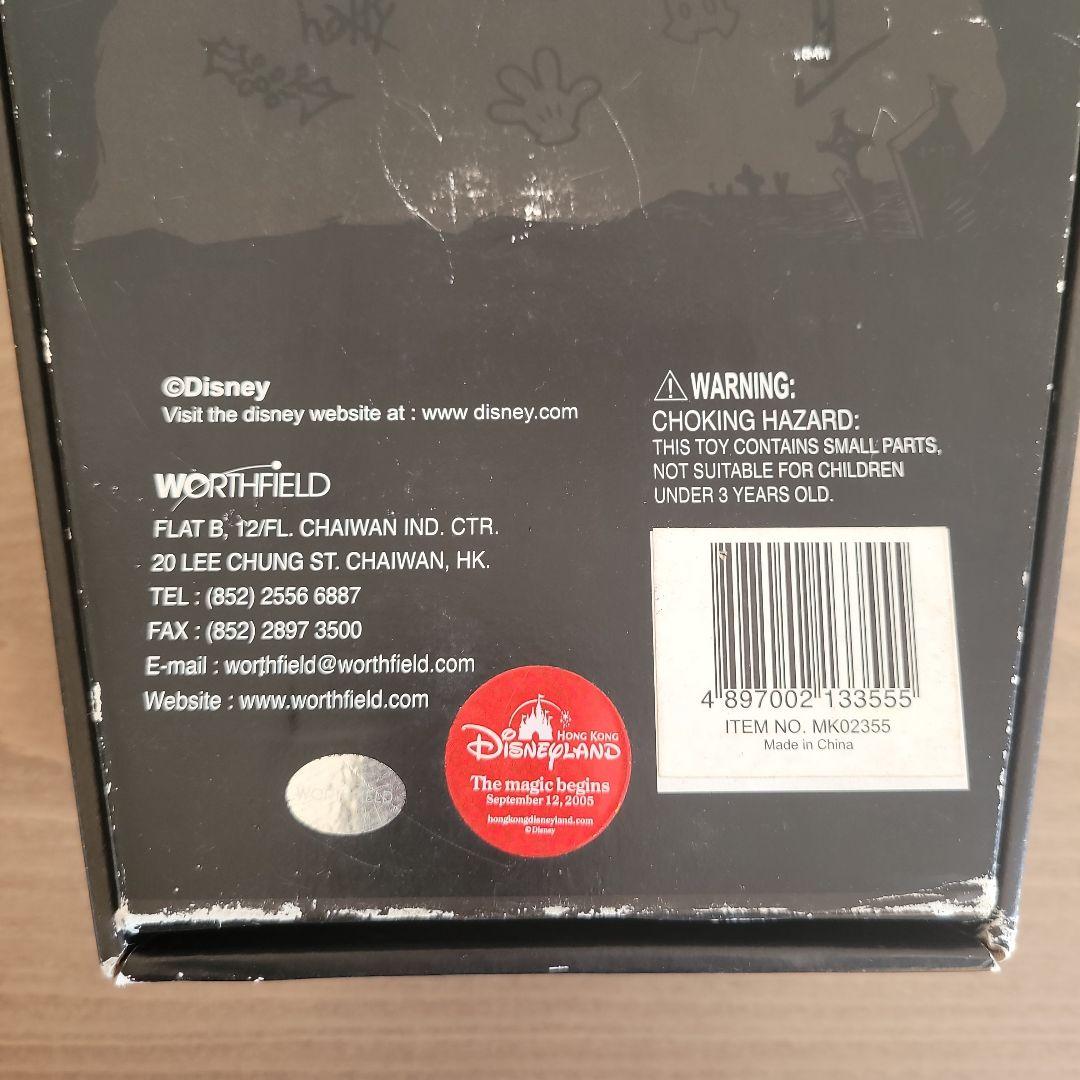 ©Disney
Visit the disney website at : www disney.com
WORTHFIELD
FLAT B, 12/FL. CHAIWAN IND. CTR.
20 LEE CHUNG ST. CHAIWAN, HK.
TEL : (852) 2556 6887
FAX : (852) 2897 3500
E-mail : worthfield@worthfield.com
Website : www.worthfield.com
WORTHFIELD
HONG KONG
DISNEYLAND
The magic begins
September 12, 2005
hongkongdisneyland.com
©Disney
⚠ WARNING:
CHOKING HAZARD:
THIS TOY CONTAINS SMALL PARTS,
NOT SUITABLE FOR CHILDREN
UNDER 3 YEARS OLD.
4 897002 133555
ITEM NO. MK02355
Made in China